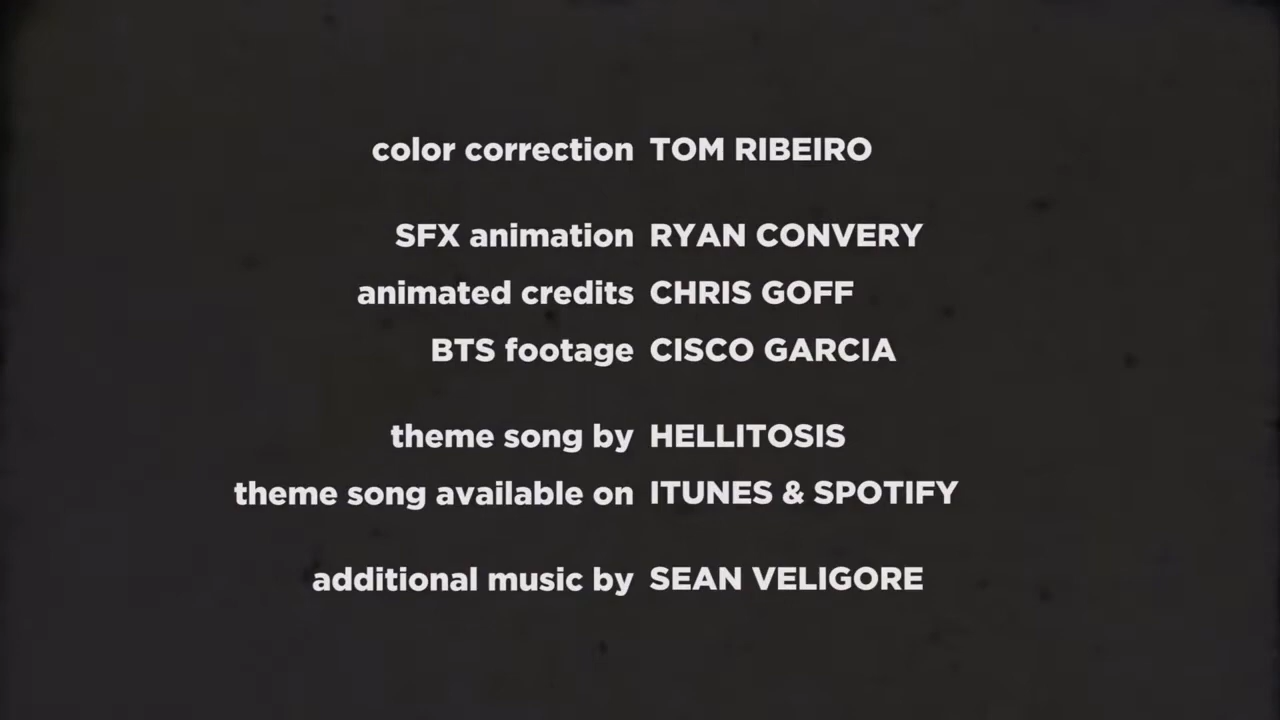 color correction TOM RIBEIRO
SFX animation RYAN CONVERY
animated credits CHRIS GOFF
BTS footage CISCO GARCIA
theme song by HELLITOSIS
theme song available on ITUNES & SPOTIFY
additional music by SEAN VELIGORE